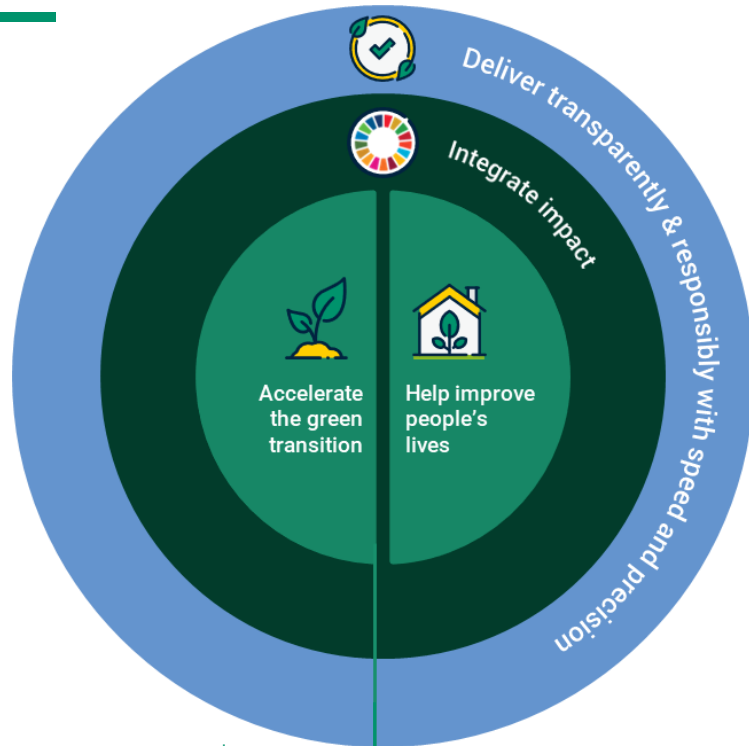 Deliver transparently & responsibly with speed and precision
Integrate impact
Accelerate
the green
transition
Help improve
people’s
lives